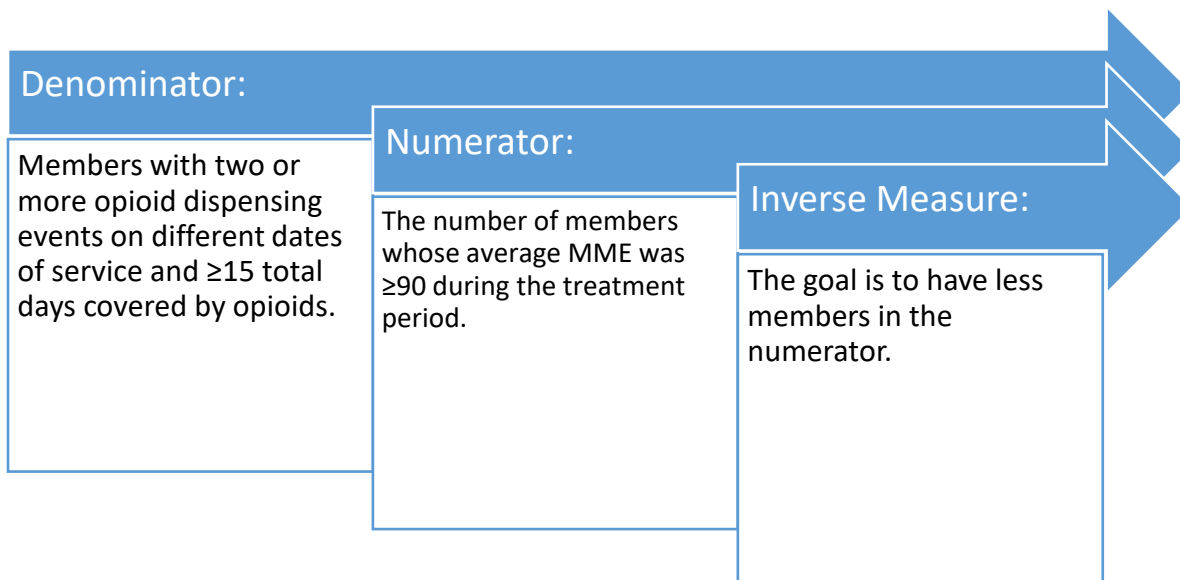 Denominator:
Members with two or
more opioid dispensing
events on different dates
of service and ≥15 total
days covered by opioids.
Numerator:
The number of members
whose average MME was
≥90 during the treatment
period.
Inverse Measure:
The goal is to have less
members in the
numerator.